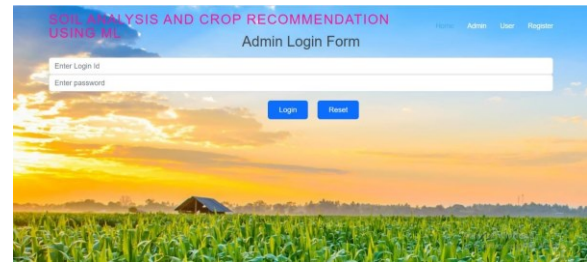 SOIL ANALYSIS AND CROP RECOMMENDATION
USING ML
Home Admin User Register
Admin Login Form
Enter Login Id
Enter password
Login Reset